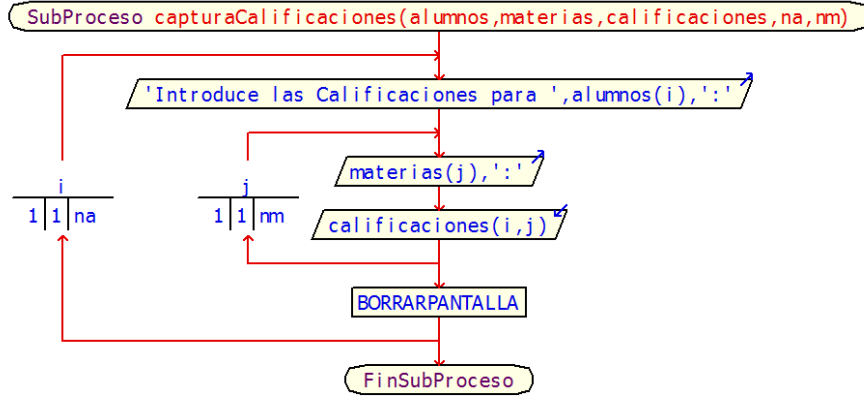 SubProceso capturaCalificaciones(alumnos,materias,calificaciones,na,nm)
'Introduce las Calificaciones para ',alumnos(i),':'
materias(j),':'
i
1 1 na
j
1 1 nm
calificaciones(i,j)
BORRARPANTALLA
FinSubProceso